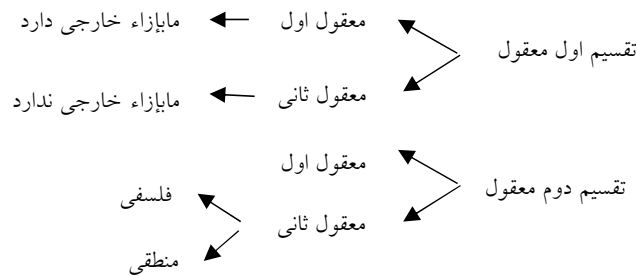 معقول اول مابإزاء خارجی دارد
تقسیم اول معقول
معقول ثانی مابإزاء خارجی ندارد
معقول اول
تقسیم دوم معقول
فلسفی
معقول ثانی
منطقی